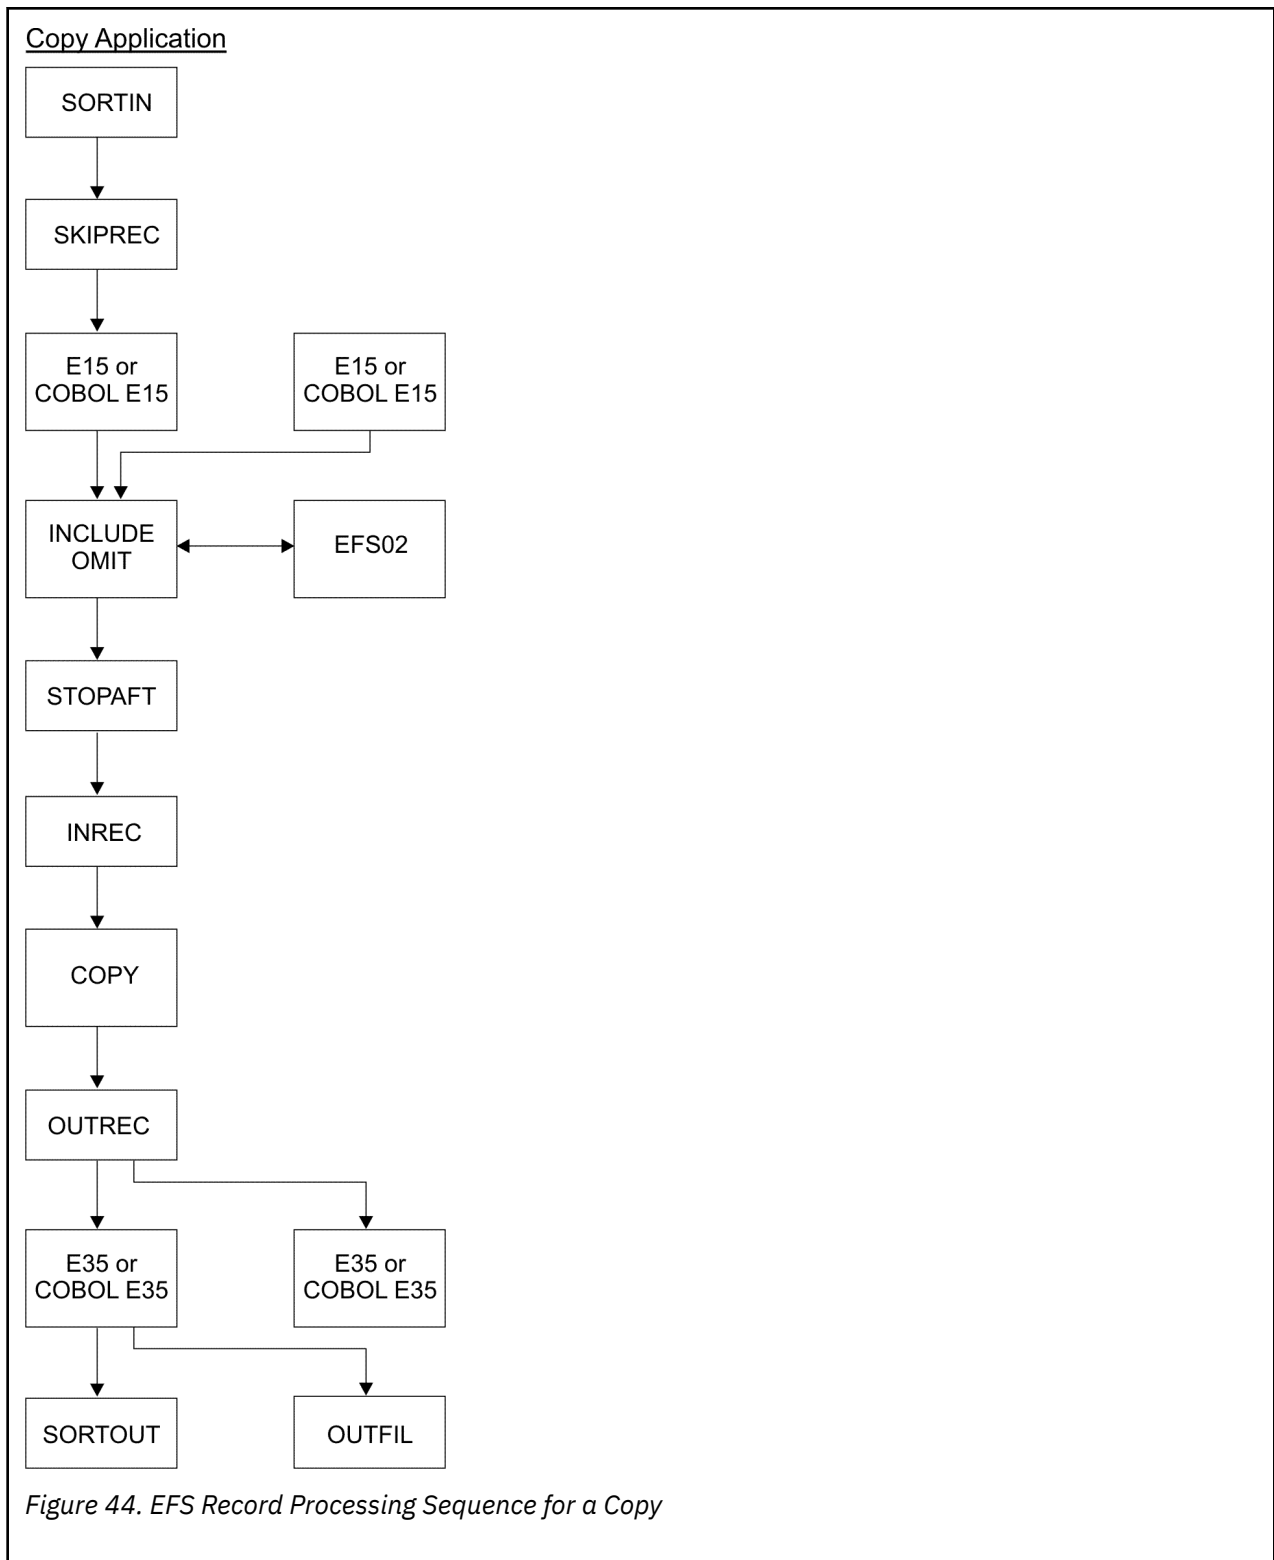 Copy Application
SORTIN
SKIPREC
E15 or
COBOL E15
E15 or
COBOL E15
INCLUDE
OMIT
EFS02
STOPAFT
INREC
COPY
OUTREC
E35 or
COBOL E35
E35 or
COBOL E35
SORTOUT
OUTFIL
Figure 44. EFS Record Processing Sequence for a Copy